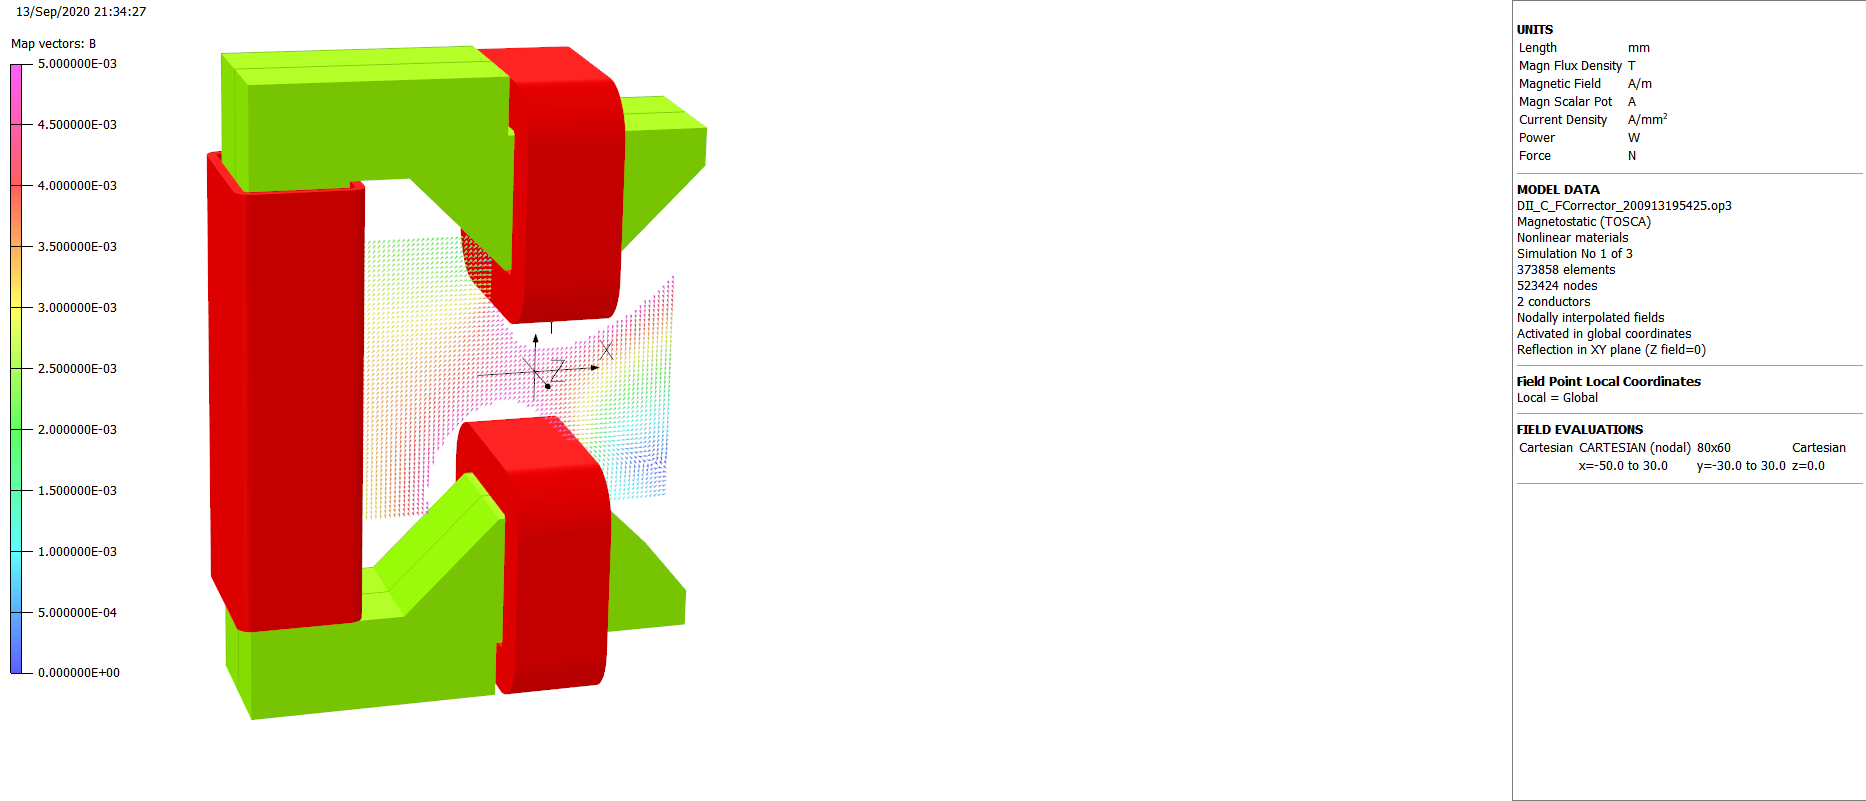 13/Sep/2020 21:34:27
Map vectors: B
5.000000E-03
4.500000E-03
4.000000E-03
3.500000E-03
3.000000E-03
2.500000E-03
2.000000E-03
1.500000E-03
1.000000E-03
5.000000E-04
0.000000E+00
X
Z
UNITS
Length mm
Magn Flux Density T
Magnetic Field A/m
Magn Scalar Pot A
Current Density A/mm²
Power W
Force N
MODEL DATA
DII_C_FCorrector_200913195425.op3
Magnetostatic (TOSCA)
Nonlinear materials
Simulation No 1 of 3
373858 elements
523424 nodes
2 conductors
Nodally interpolated fields
Activated in global coordinates
Reflection in XY plane (Z field=0)
Field Point Local Coordinates
Local = Global
FIELD EVALUATIONS
Cartesian CARTESIAN (nodal) 80x60 Cartesian
x=-50.0 to 30.0 y=-30.0 to 30.0 z=0.0